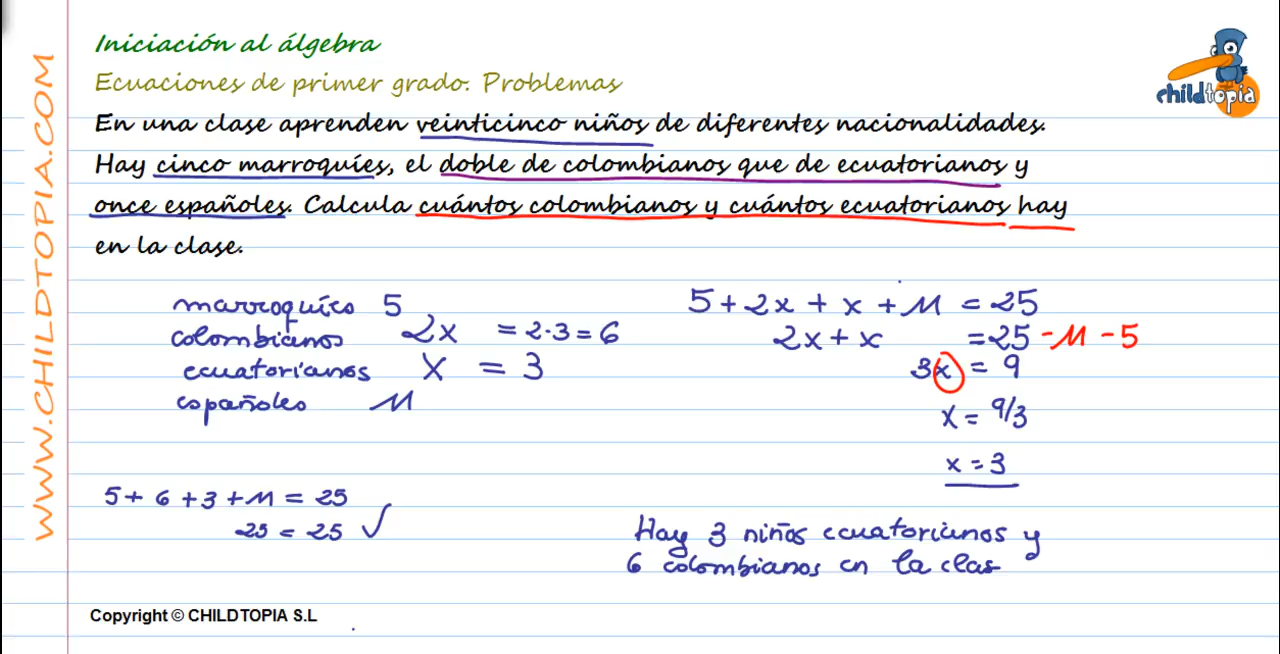 Iniciación al álgebra
Ecuaciones de primer grado. Problemas
childtopia
WWW.CHILDTOPIA.COM
En una clase aprenden veinticinco niños de diferentes nacionalidades.
Hay cinco marroquíes, el doble de colombianos que de ecuatorianos y
once españoles. Calcula cuántos colombianos y cuántos ecuatorianos hay
en la clase.
marroquíes 5
colombianos 2x = 2·3 = 6
ecuatorianos x = 3
españoles 11
5 + 2x + x + 11 = 25
2x + x = 25 - 11 - 5
3x = 9
x = 9/3
x = 3
5 + 6 + 3 + 11 = 25
25 = 25 ✓
Hay 3 niños ecuatorianos y
6 colombianos en la clas
Copyright © CHILDTOPIA S.L